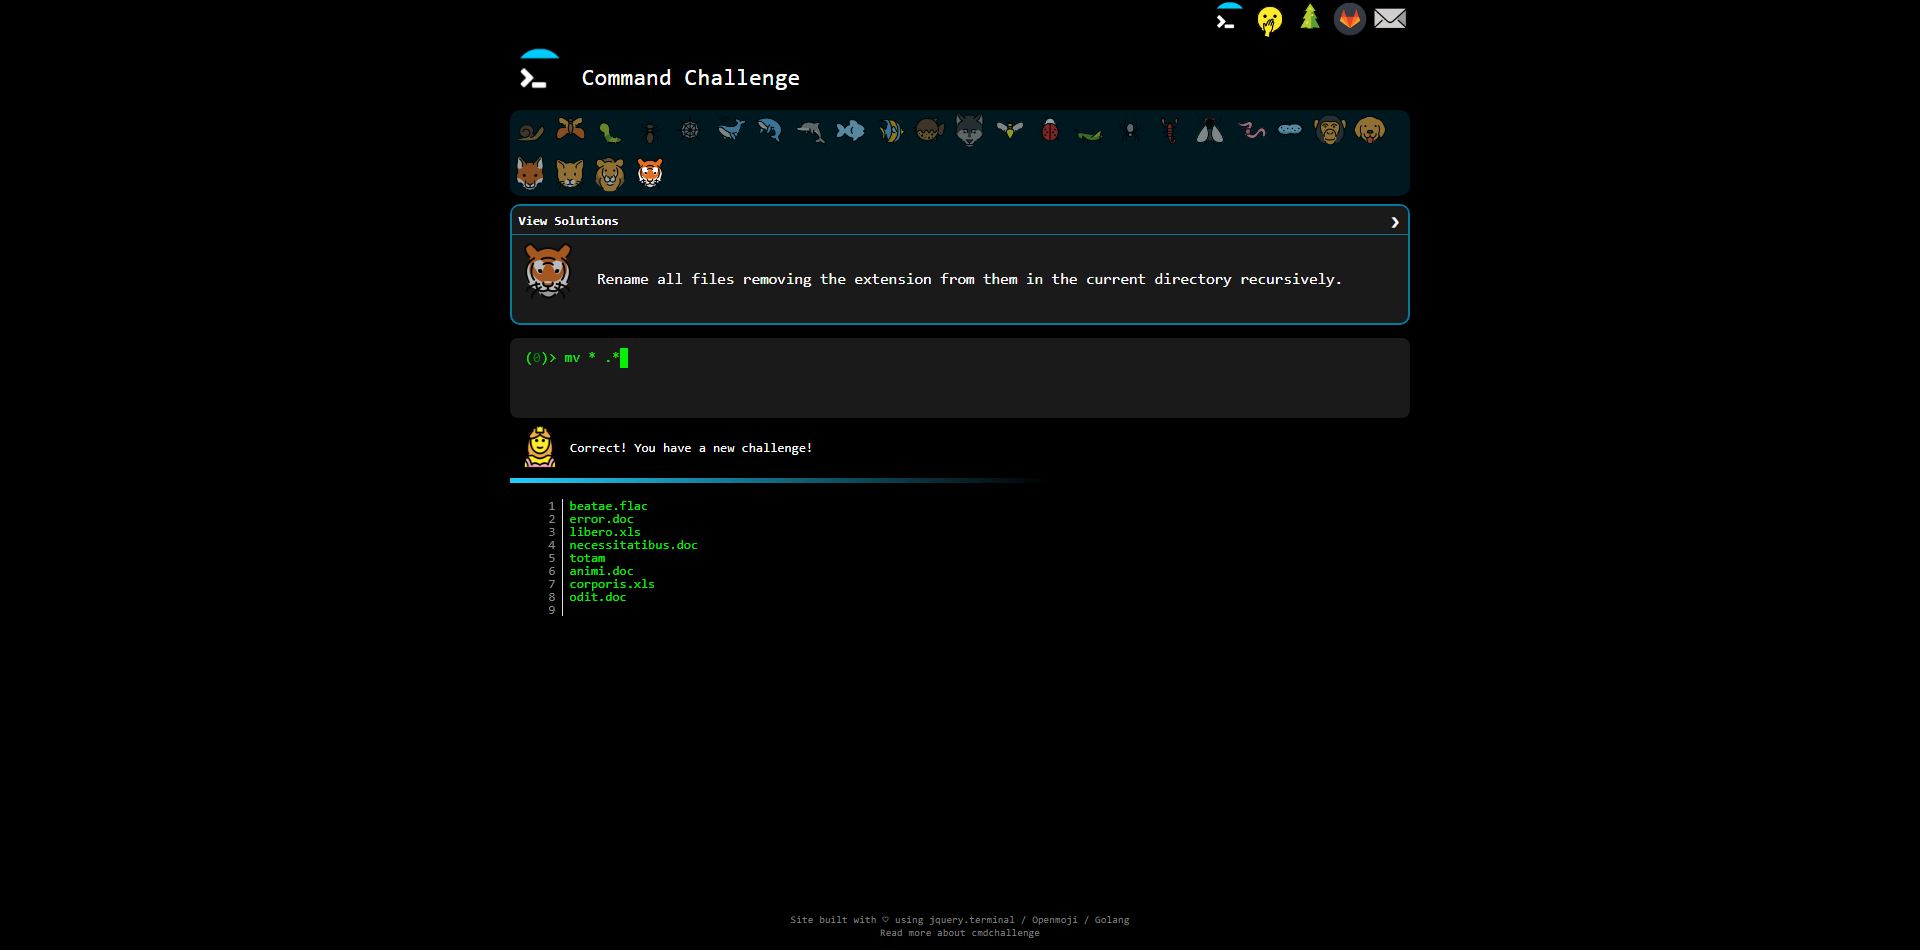 Command Challenge
View Solutions
Rename all files removing the extension from them in the current directory recursively.
(0)> mv * .*
Correct! You have a new challenge!
1 beatae.flac
2 error.doc
3 libero.xls
4 necessitatibus.doc
5 totam
6 animi.doc
7 corporis.xls
8 odit.doc
9
Site built with ♡ using jquery.terminal / Openmoji / Golang
Read more about cmdchallenge